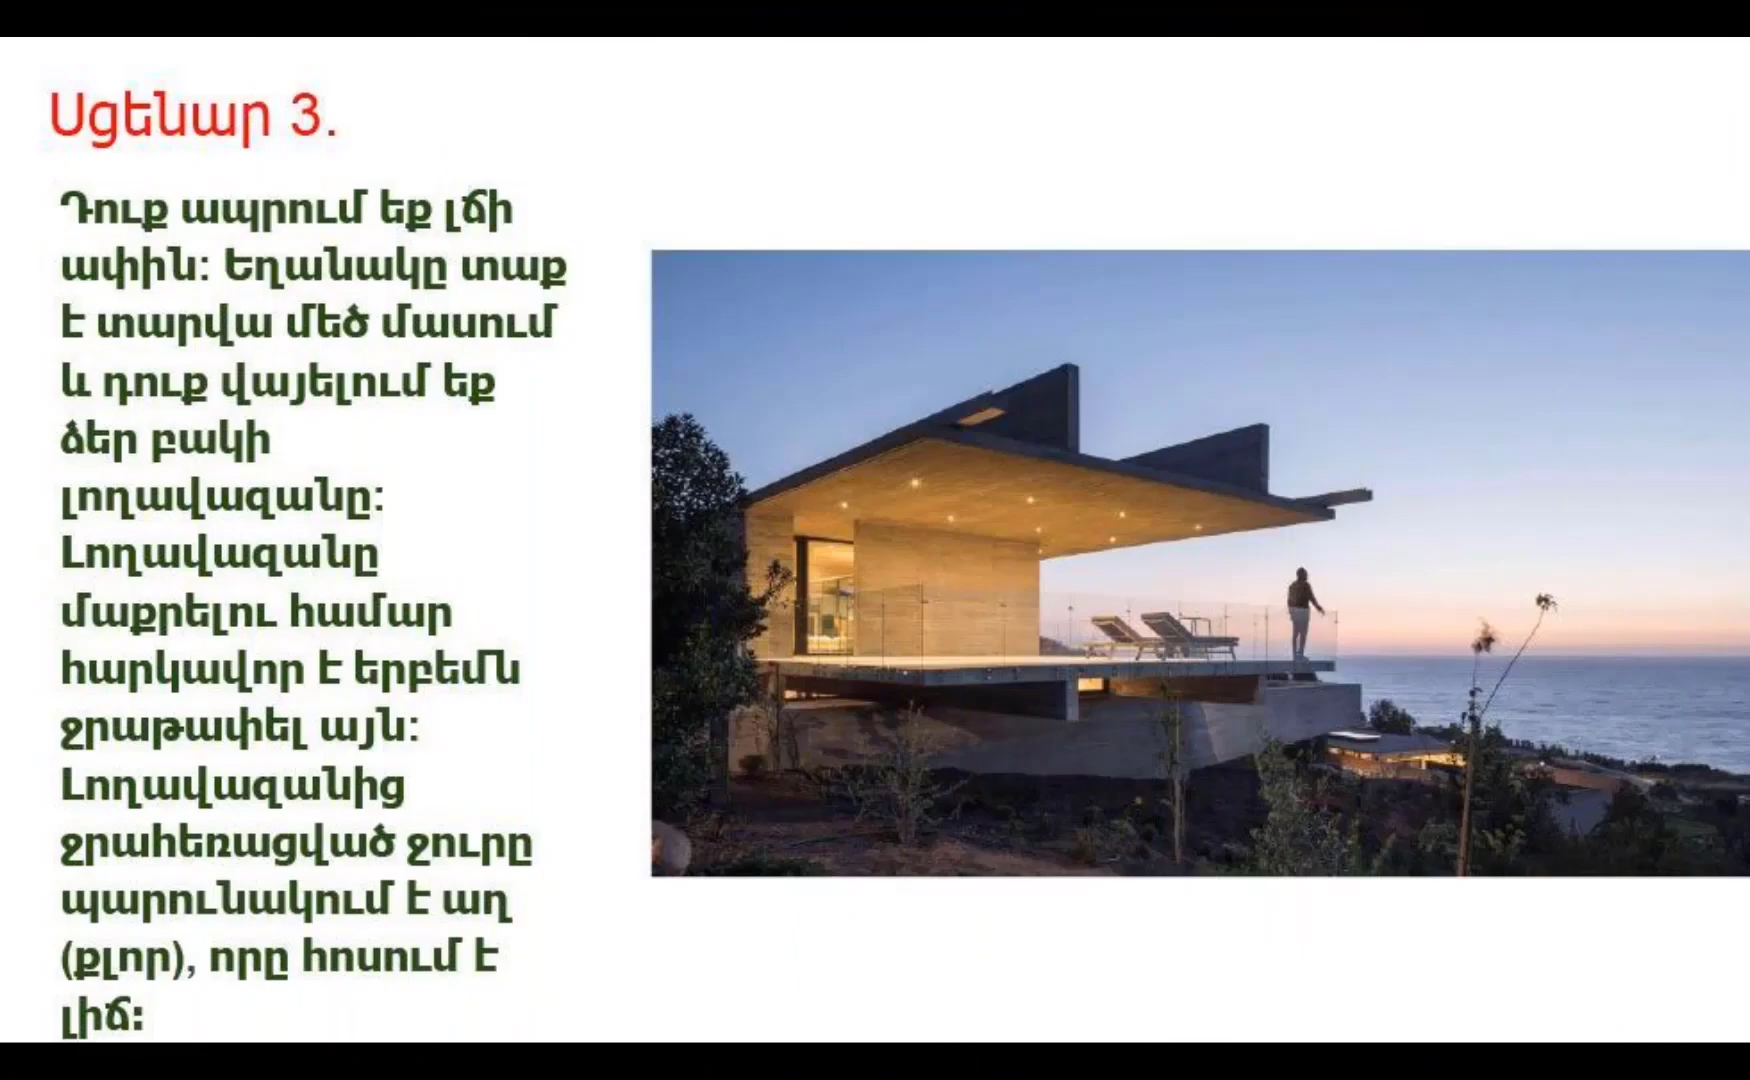 Սցենար 3.
Դուք ապրում եք լճի
ափին: Եղանակը տաք
է տարվա մեծ մասում
և դուք վայելում եք
ձեր բակի
լողավազանը:
Լողավազանը
մաքրելու համար
հարկավոր է երբեմն
ջրաթափել այն:
Լողավազանից
ջրահեռացված ջուրը
պարունակում է աղ
(քլոր), որը հոսում է
լիճ: